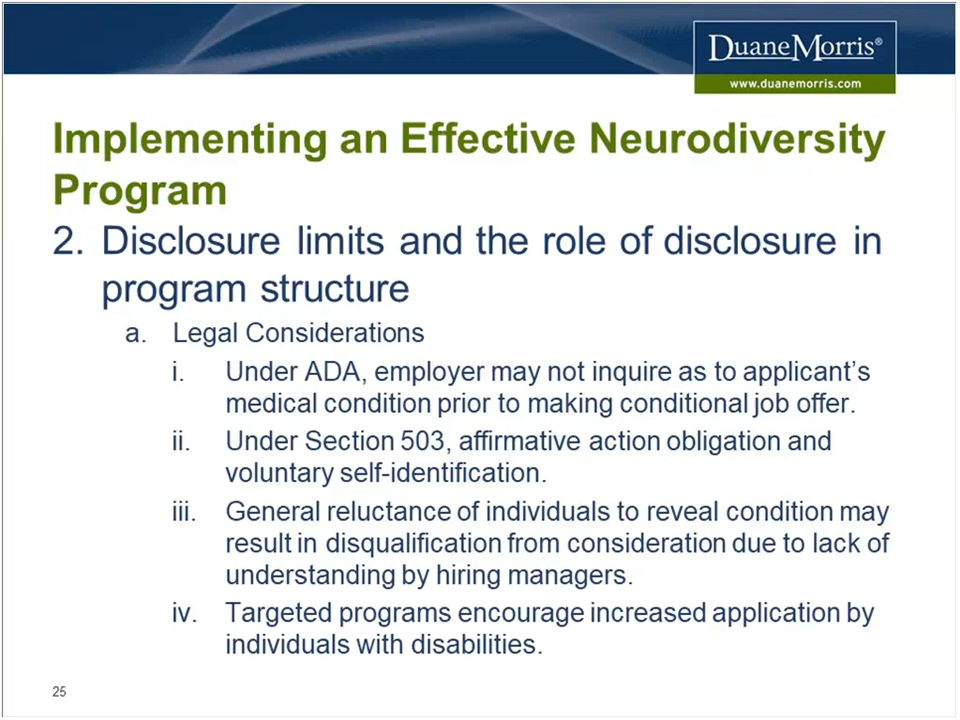 DuaneMorris®
www.duanemorris.com
Implementing an Effective Neurodiversity
Program
2. Disclosure limits and the role of disclosure in
program structure
a. Legal Considerations
i. Under ADA, employer may not inquire as to applicant's
medical condition prior to making conditional job offer.
ii. Under Section 503, affirmative action obligation and
voluntary self-identification.
iii. General reluctance of individuals to reveal condition may
result in disqualification from consideration due to lack of
understanding by hiring managers.
iv. Targeted programs encourage increased application by
individuals with disabilities.
25